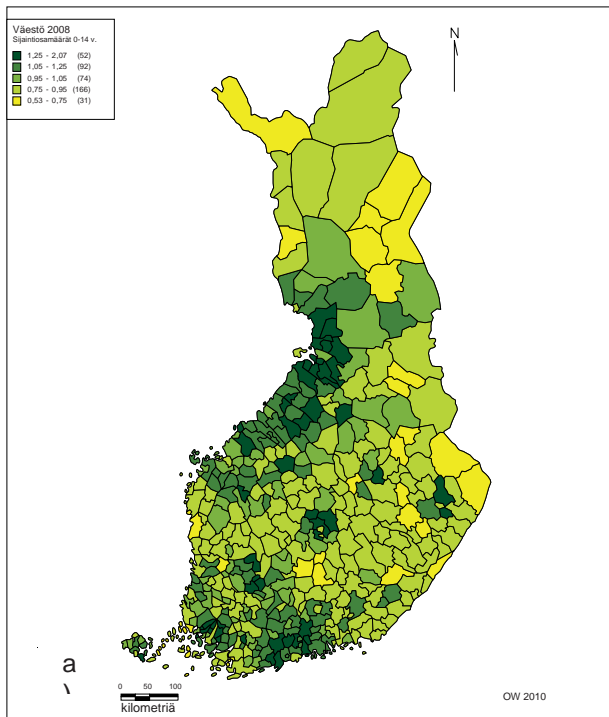 Väestö 2008
Sijaintiosamäärät 0-14 v.
1,25 - 2,07 (52)
1,05 - 1,25 (92)
0,95 - 1,05 (74)
0,75 - 0,95 (166)
0,53 - 0,75 (31)
N
a
\
0 50 100
kilometriä
OW 2010